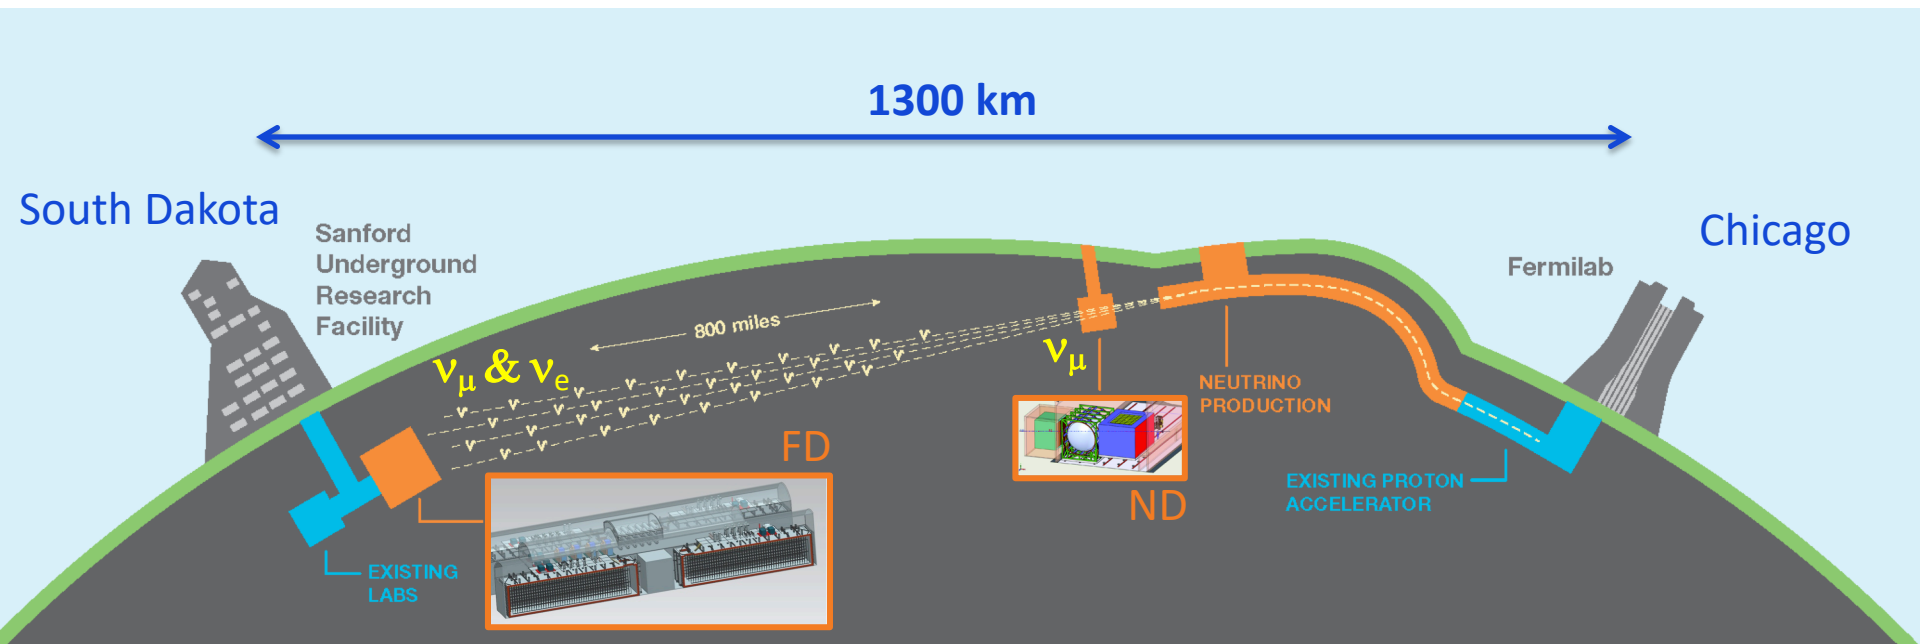 1300 km
South Dakota
Chicago
Sanford
Underground
Research
Facility
Fermilab
800 miles
νμ & νe
νμ
NEUTRINO
PRODUCTION
FD
ND
EXISTING PROTON
ACCELERATOR
EXISTING
LABS